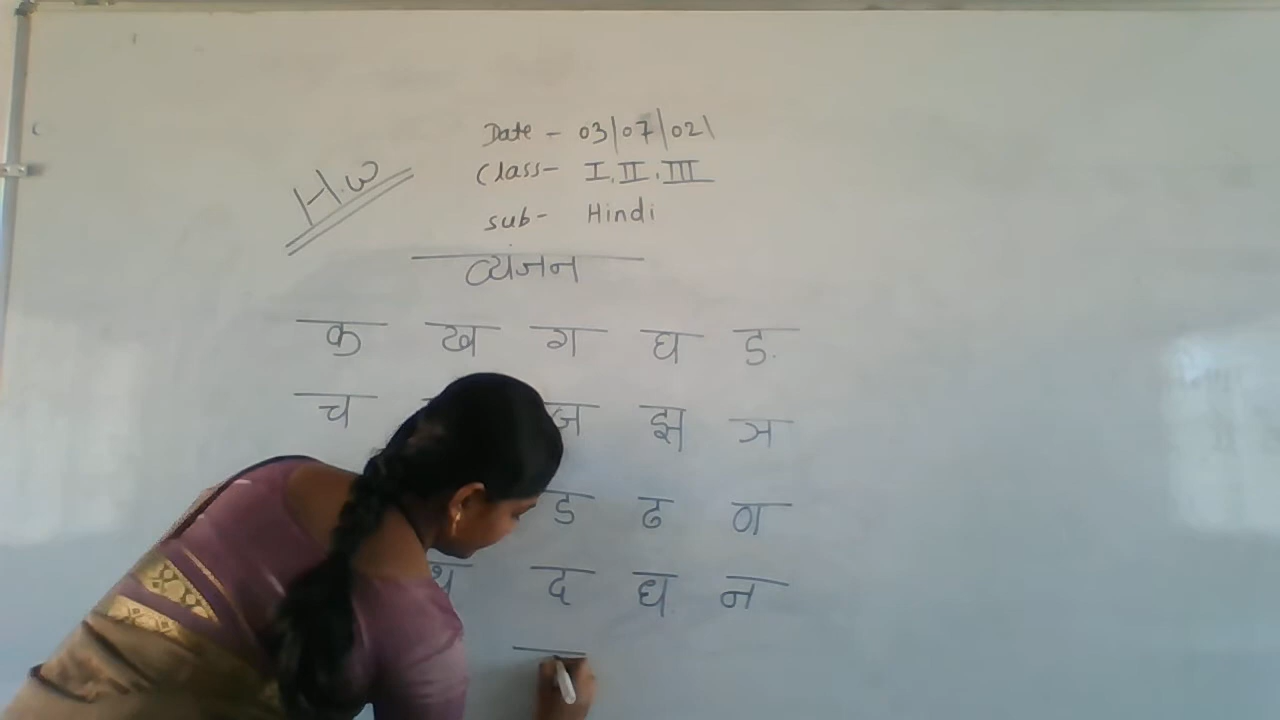 Date - 03/07/021
H.W
Class- I, II, III
Sub- Hindi
व्यंजन
क ख ग घ ङ
च ज झ ञ
ड ढ ण
थ द ध न